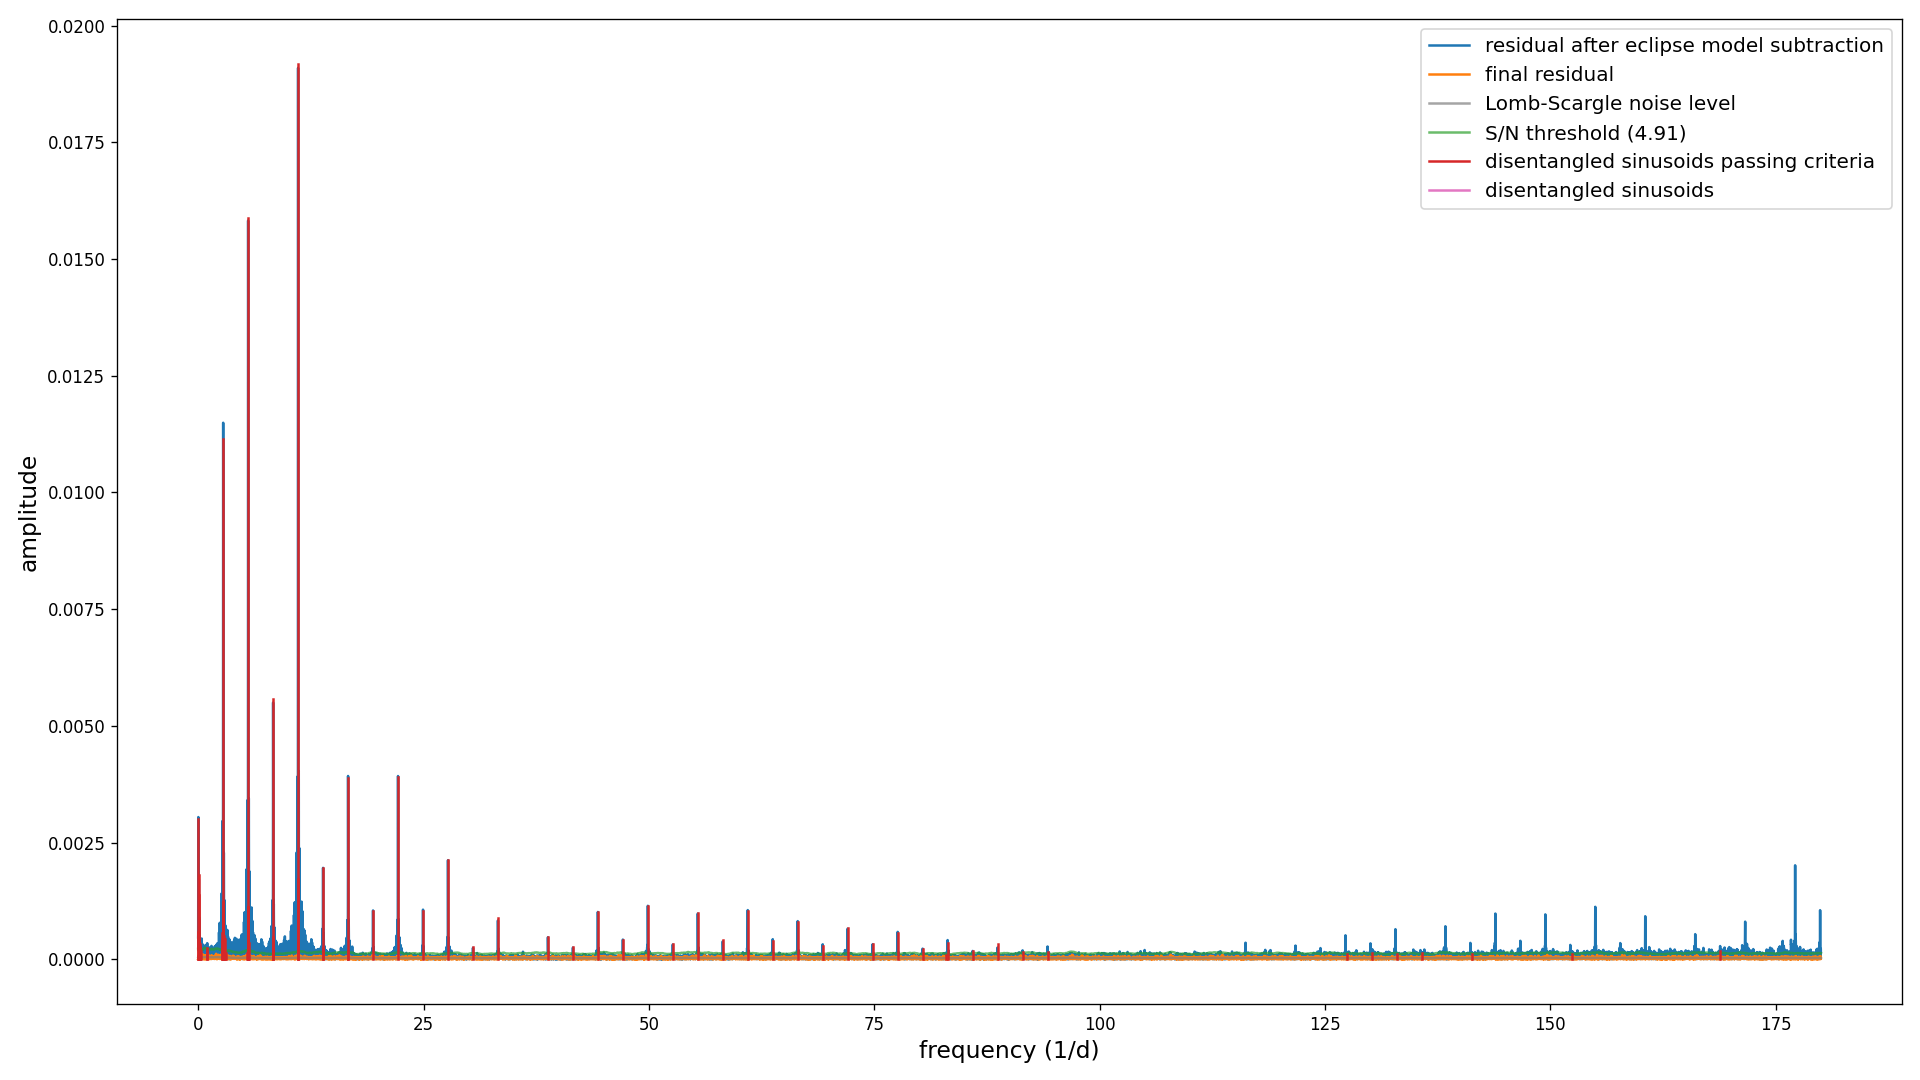 0.0200
0.0175
0.0150
0.0125
0.0100
0.0075
0.0050
0.0025
0.0000
amplitude
residual after eclipse model subtraction
final residual
Lomb-Scargle noise level
S/N threshold (4.91)
disentangled sinusoids passing criteria
disentangled sinusoids
0 25 50 75 100 125 150 175
frequency (1/d)